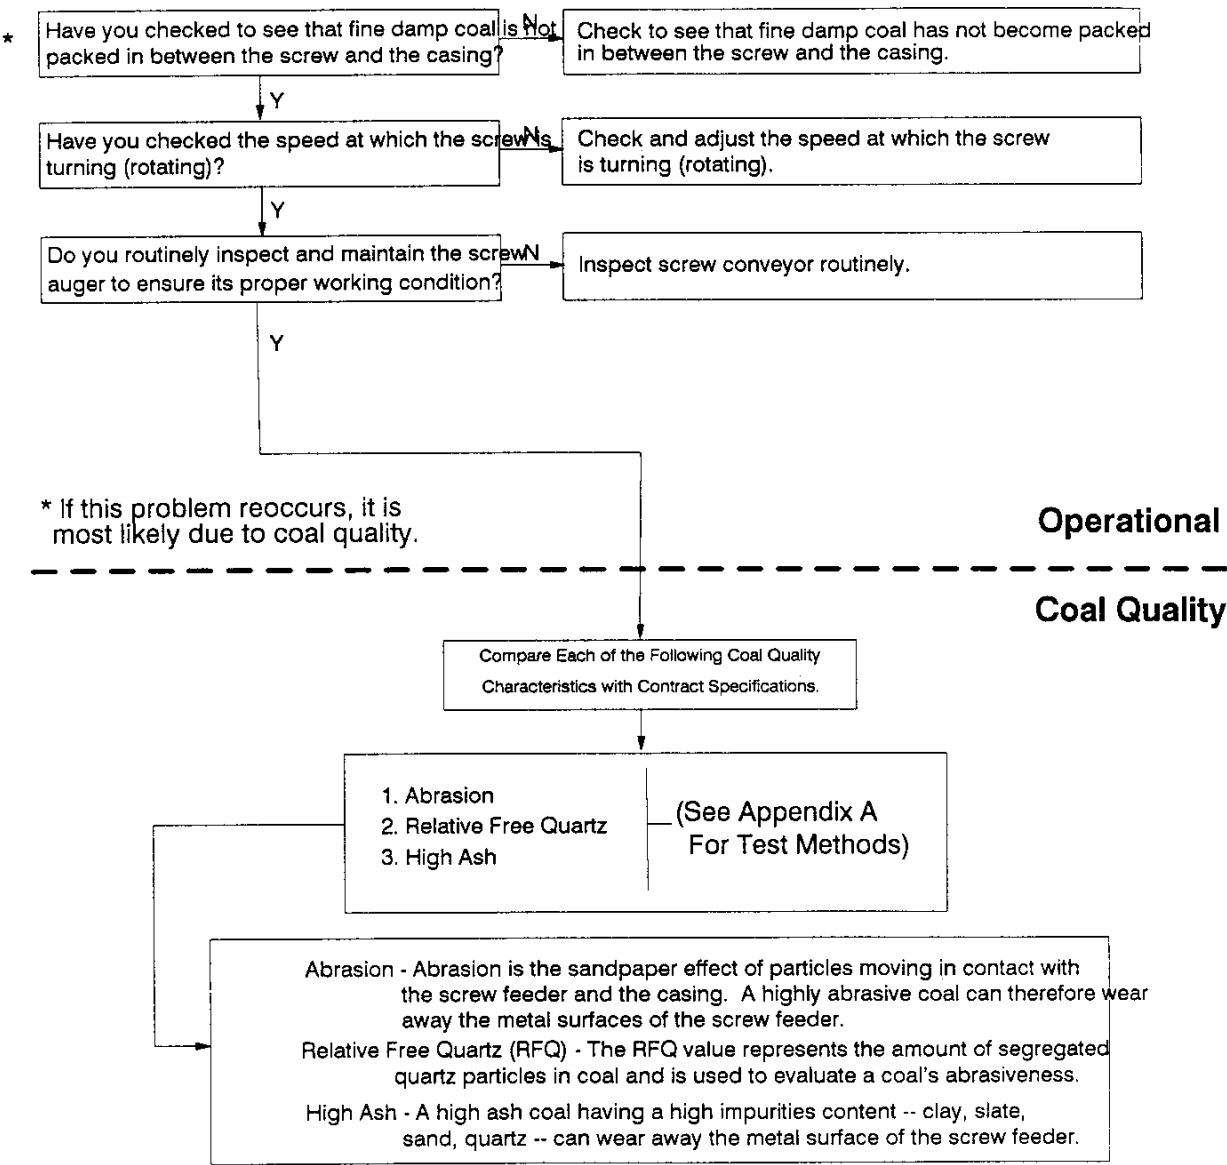 * Have you checked to see that fine damp coal is not
packed in between the screw and the casing?
N
Check to see that fine damp coal has not become packed
in between the screw and the casing.
Y
Have you checked the speed at which the screw is
turning (rotating)?
N
Check and adjust the speed at which the screw
is turning (rotating).
Y
Do you routinely inspect and maintain the screw
auger to ensure its proper working condition?
N
Inspect screw conveyor routinely.
Y
* If this problem reoccurs, it is
most likely due to coal quality.
Operational
Coal Quality
Compare Each of the Following Coal Quality
Characteristics with Contract Specifications.
1. Abrasion
2. Relative Free Quartz
3. High Ash
(See Appendix A
For Test Methods)
Abrasion - Abrasion is the sandpaper effect of particles moving in contact with
the screw feeder and the casing. A highly abrasive coal can therefore wear
away the metal surfaces of the screw feeder.
Relative Free Quartz (RFQ) - The RFQ value represents the amount of segregated
quartz particles in coal and is used to evaluate a coal's abrasiveness.
High Ash - A high ash coal having a high impurities content -- clay, slate,
sand, quartz -- can wear away the metal surface of the screw feeder.